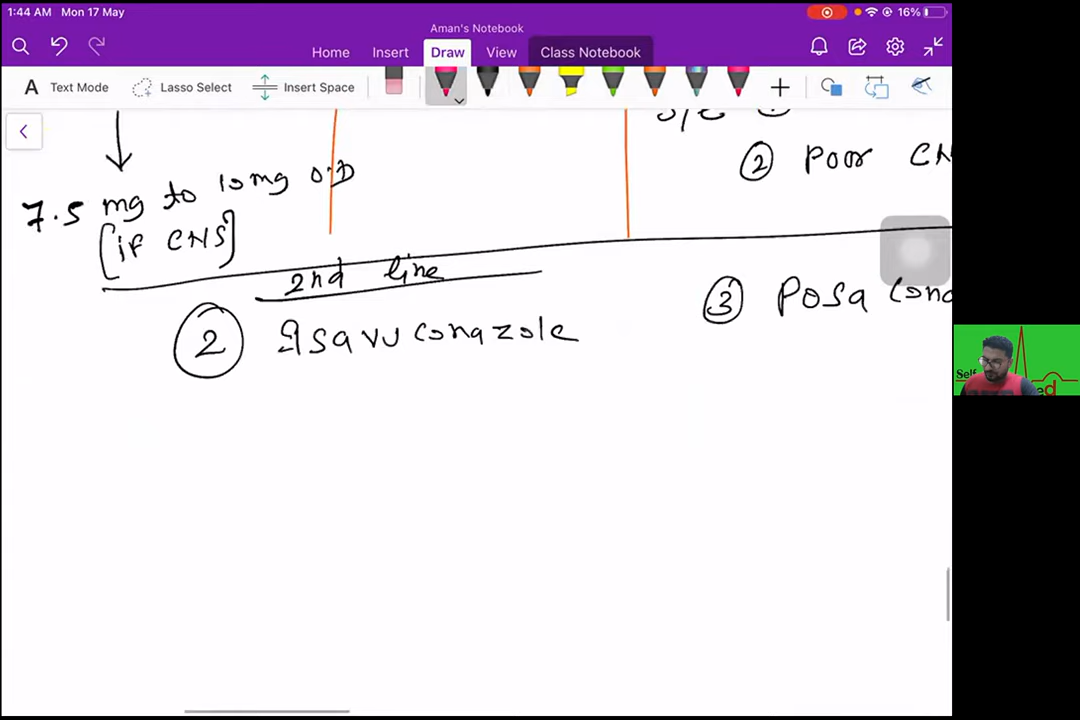 1:44 AM Mon 17 May
16%
Aman's Notebook
Home Insert Draw View Class Notebook
A Text Mode Lasso Select Insert Space
② Poor CN
7.5 mg to 10mg O.D
[if CNS]
2nd line
② Isavuconazole
③ Posa cona
Self
ed